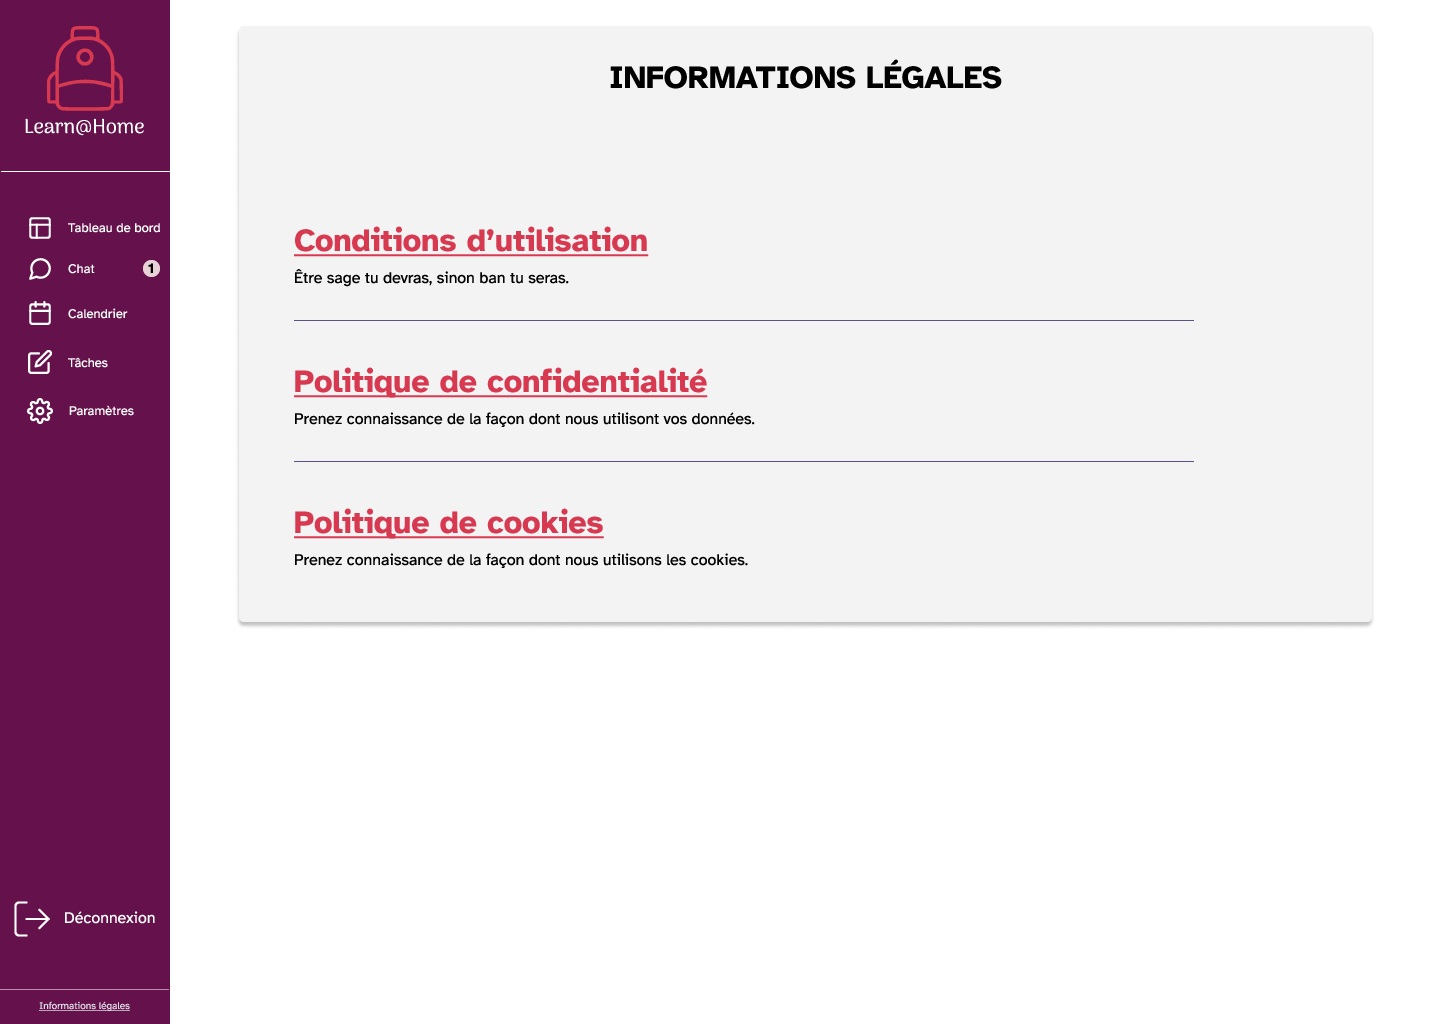 Learn@Home
Tableau de bord
Chat 1
Calendrier
Tâches
Paramètres
Déconnexion
Informations légales
INFORMATIONS LÉGALES
Conditions d’utilisation
Être sage tu devras, sinon ban tu seras.
Politique de confidentialité
Prenez connaissance de la façon dont nous utilisont vos données.
Politique de cookies
Prenez connaissance de la façon dont nous utilisons les cookies.